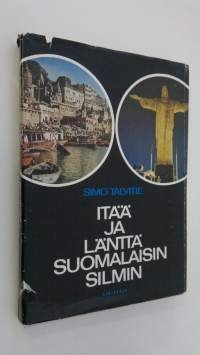 SIMO TALVITIE
ITÄÄ
JA
LÄNTTÄ
SUOMALAISIN
SILMIN